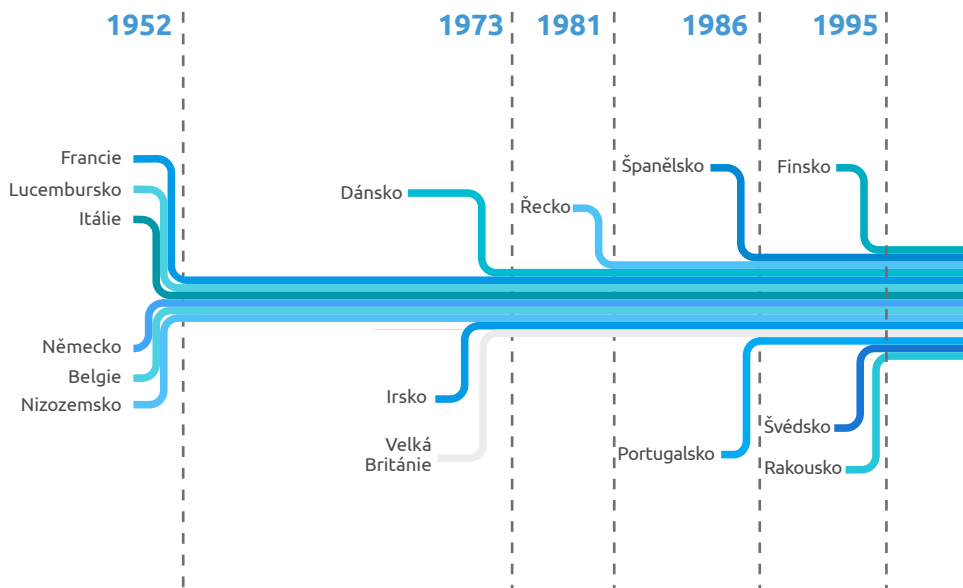 1952
1973
1981
1986
1995
Francie
Lucembursko
Itálie
Německo
Belgie
Nizozemsko
Dánsko
Irsko
Velká
Británie
Řecko
Španělsko
Portugalsko
Finsko
Švédsko
Rakousko